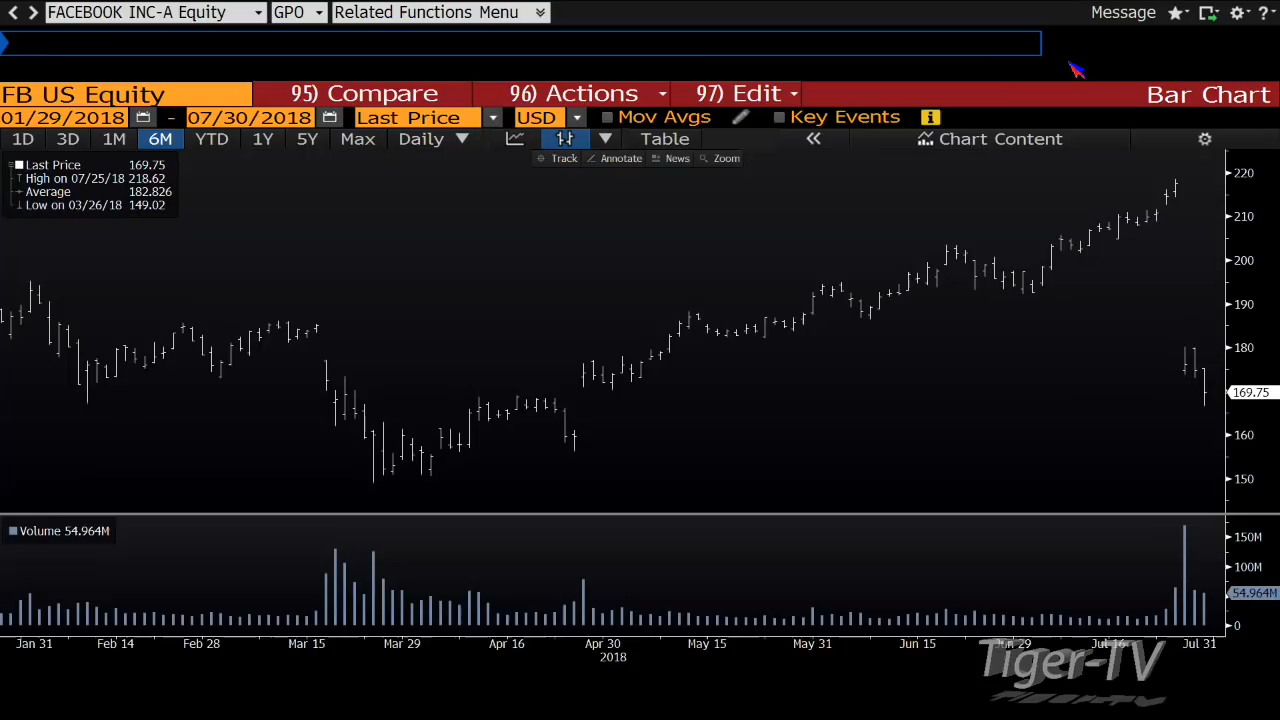 FACEBOOK INC-A Equity GPO Related Functions Menu Message ?
FB US Equity 95) Compare 96) Actions 97) Edit Bar Chart
01/29/2018 - 07/30/2018 Last Price USD Mov Avgs Key Events i
1D 3D 1M 6M YTD 1Y 5Y Max Daily Table Chart Content
Track Annotate News Zoom
Last Price 169.75
High on 07/25/18 218.62
Average 182.826
Low on 03/26/18 149.02
220
210
200
190
180
169.75
160
150
Volume 54.964M
150M
100M
54.964M
0
Jan 31 Feb 14 Feb 28 Mar 15 Mar 29 Apr 16 Apr 30 May 15 May 31 Jun 15 Jun 29 Jul 16 Jul 31
2018
Tiger-TV